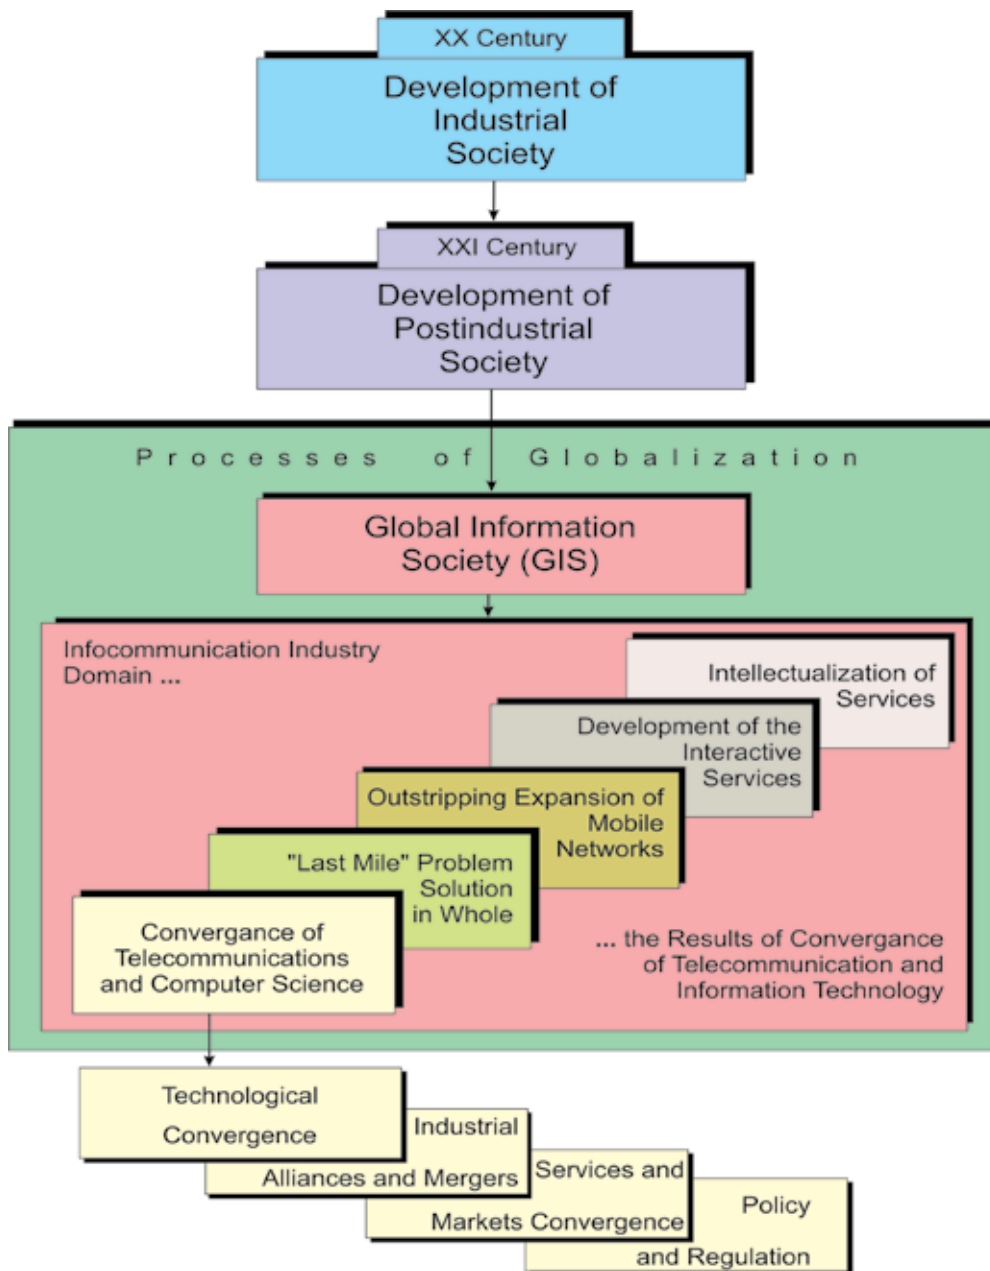 XX Century
Development of
Industrial
Society
XXI Century
Development of
Postindustrial
Society
Processes of Globalization
Global Information
Society (GIS)
Infocommunication Industry
Domain ...
Intellectualization of
Services
Development of the
Interactive
Services
Outstripping Expansion of
Mobile
Networks
"Last Mile" Problem
Solution
in Whole
Convergance of
Telecommunications
and Computer Science
... the Results of Convergance
of Telecommunication and
Information Technology
Technological
Convergence
Industrial
Alliances and Mergers
Services and
Markets Convergence
Policy
and Regulation